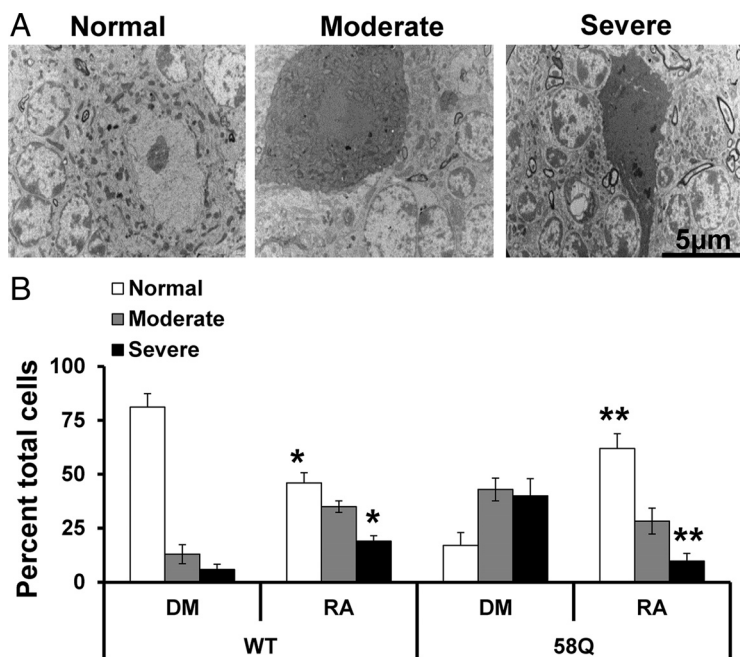 A
Normal Moderate Severe
5µm
B
Normal
Moderate
Severe
Percent total cells
100
75
50
25
0
* * ** **
DM RA DM RA
WT 58Q